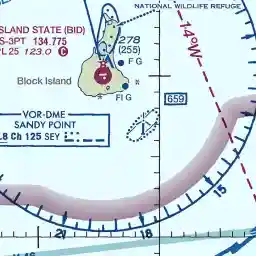 NATIONAL WILDLIFE REFUGE
ISLAND STATE (BID)
S-3PT 134.775
PL 25 123.0 C
278
(255)
F G
Block Island
Fl G
14°W
659
VOR-DME
SANDY POINT
.8 Ch 125 SEY
21
18
15